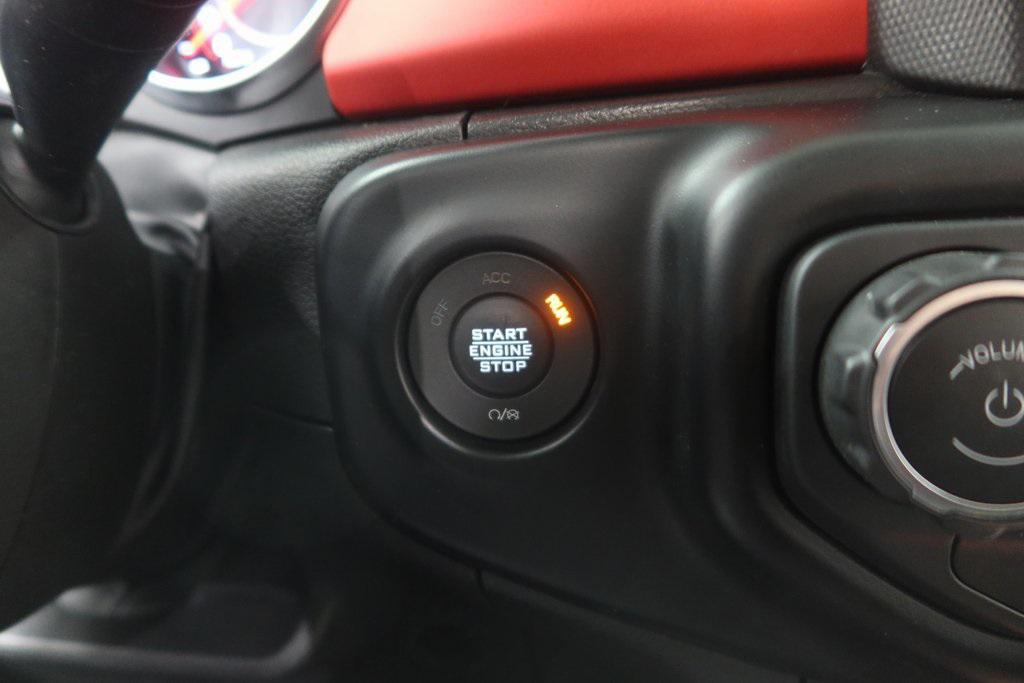 ACC
OFF
RUN
START
ENGINE
STOP
VOLUM